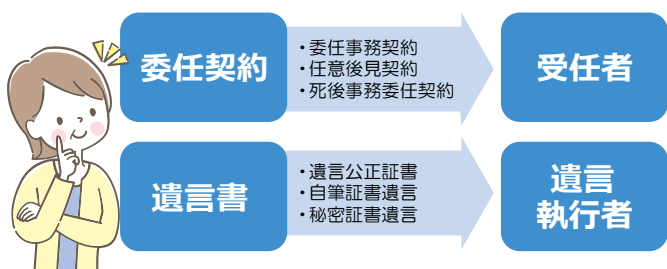 委任契約
・委任事務契約
・任意後見契約
・死後事務委任契約
受任者
遺言書
・遺言公正証書
・自筆証書遺言
・秘密証書遺言
遺言
執行者